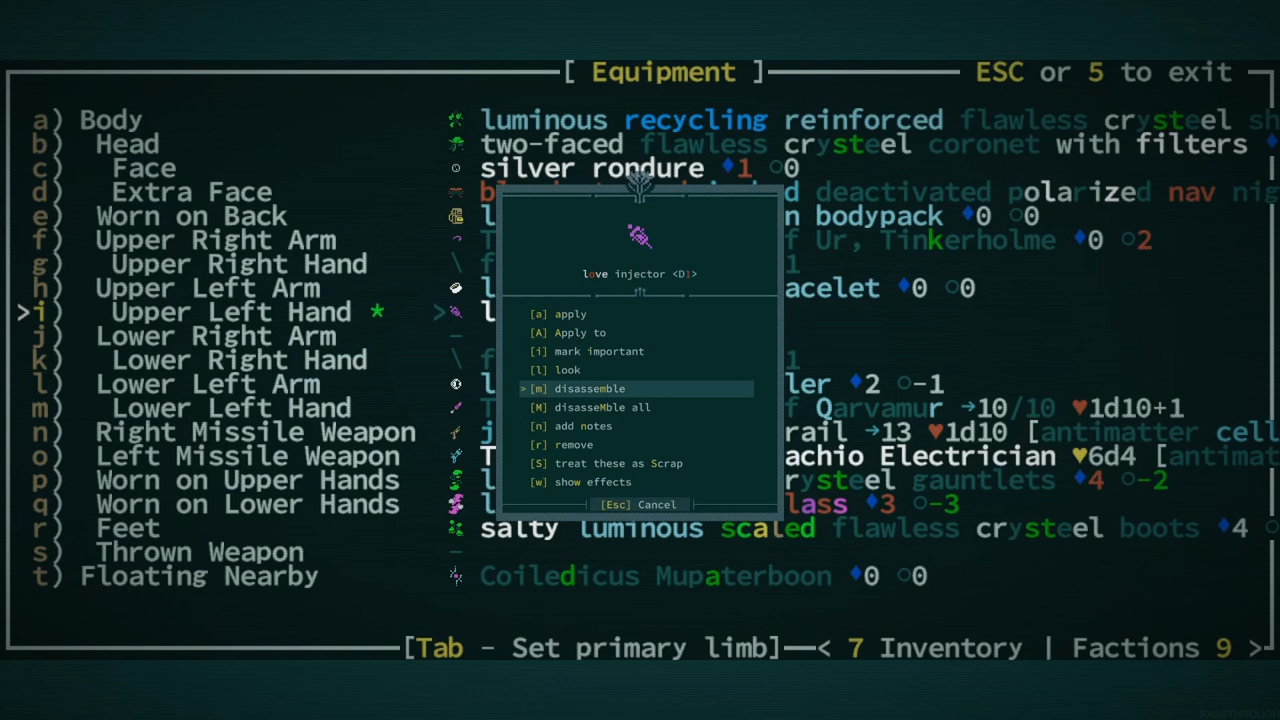 [ Equipment ] ESC or 5 to exit
a) Body luminous recycling reinforced flawless crysteel sh
b) Head two-faced flawless crysteel coronet with filters ♦
c) Face silver rondure ♦1 ○0
d) Extra Face deactivated polarized nav nig
e) Worn on Back l n bodypack ♦0 ○0
f) Upper Right Arm T f Ur, Tinkerholme ♦0 ○2
g) Upper Right Hand f 1
h) Upper Left Arm l acelet ♦0 ○0
>i) Upper Left Hand * > l
j) Lower Right Arm –
k) Lower Right Hand f 1
l) Lower Left Arm l ler ♦2 ○-1
m) Lower Left Hand T f Qarvamur →10/10 ♥1d10+1
n) Right Missile Weapon j rail →13 ♥1d10 [antimatter cell
o) Left Missile Weapon T achio Electrician ♥6d4 [antimat
p) Worn on Upper Hands l rysteel gauntlets ♦4 ○-2
q) Worn on Lower Hands l lass ♦3 ○-3
r) Feet salty luminous scaled flawless crysteel boots ♦4 ○
s) Thrown Weapon –
t) Floating Nearby Coiledicus Mupaterboon ♦0 ○0
love injector <D1>
[a] apply
[A] Apply to
[i] mark important
[l] look
> [m] disassemble
[M] disasseMble all
[n] add notes
[r] remove
[S] treat these as Scrap
[w] show effects
[Esc] Cancel
[Tab - Set primary limb] < 7 Inventory | Factions 9 >